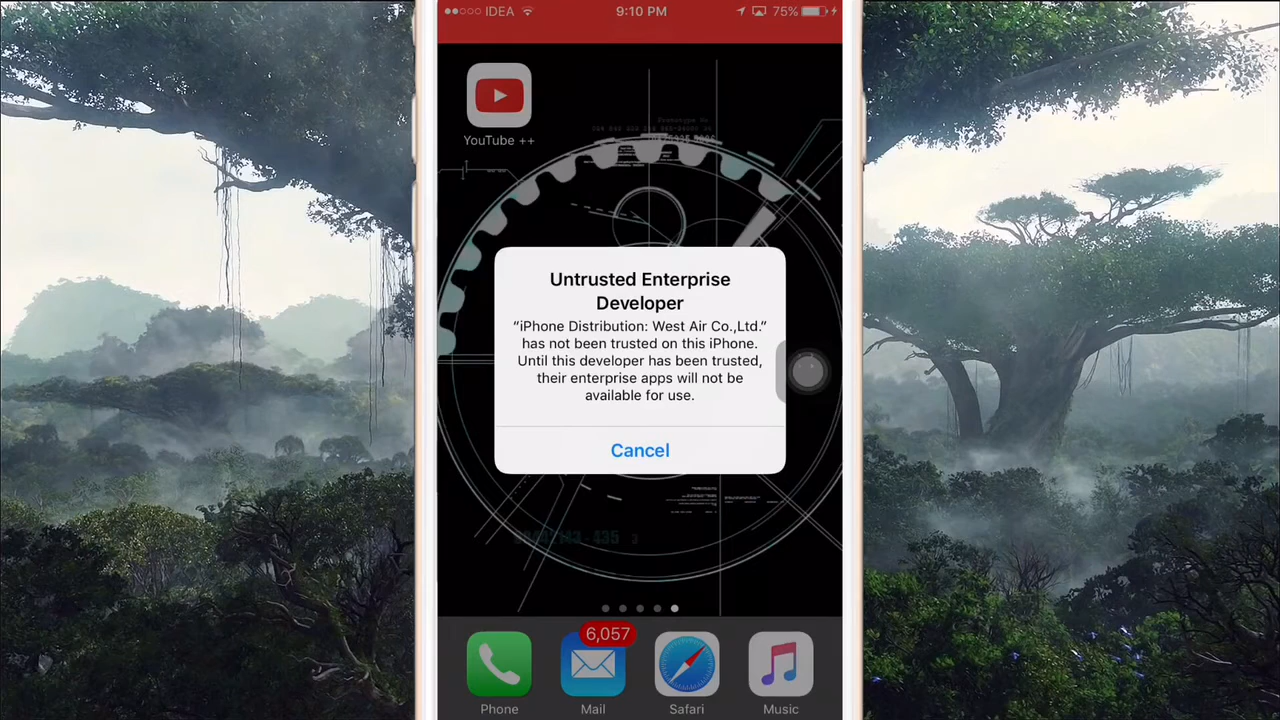 IDEA 9:10 PM 75%
YouTube ++
Untrusted Enterprise
Developer
“iPhone Distribution: West Air Co.,Ltd.”
has not been trusted on this iPhone.
Until this developer has been trusted,
their enterprise apps will not be
available for use.
Cancel
6,057
Phone Mail Safari Music